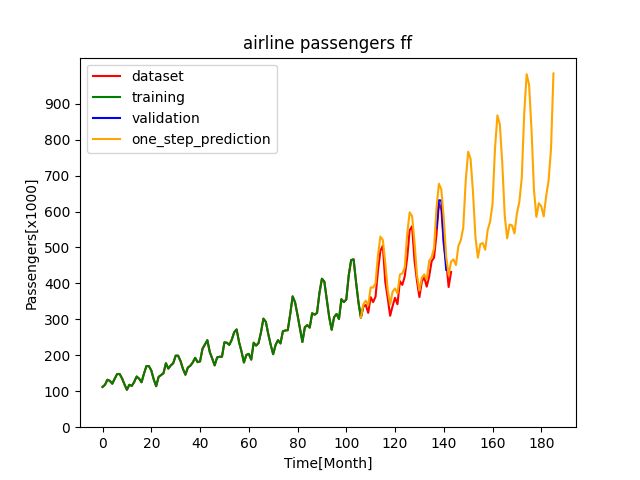 airline passengers ff
dataset
training
validation
one_step_prediction
900
800
700
600
500
400
300
200
100
0
Passengers[x1000]
0 20 40 60 80 100 120 140 160 180
Time[Month]